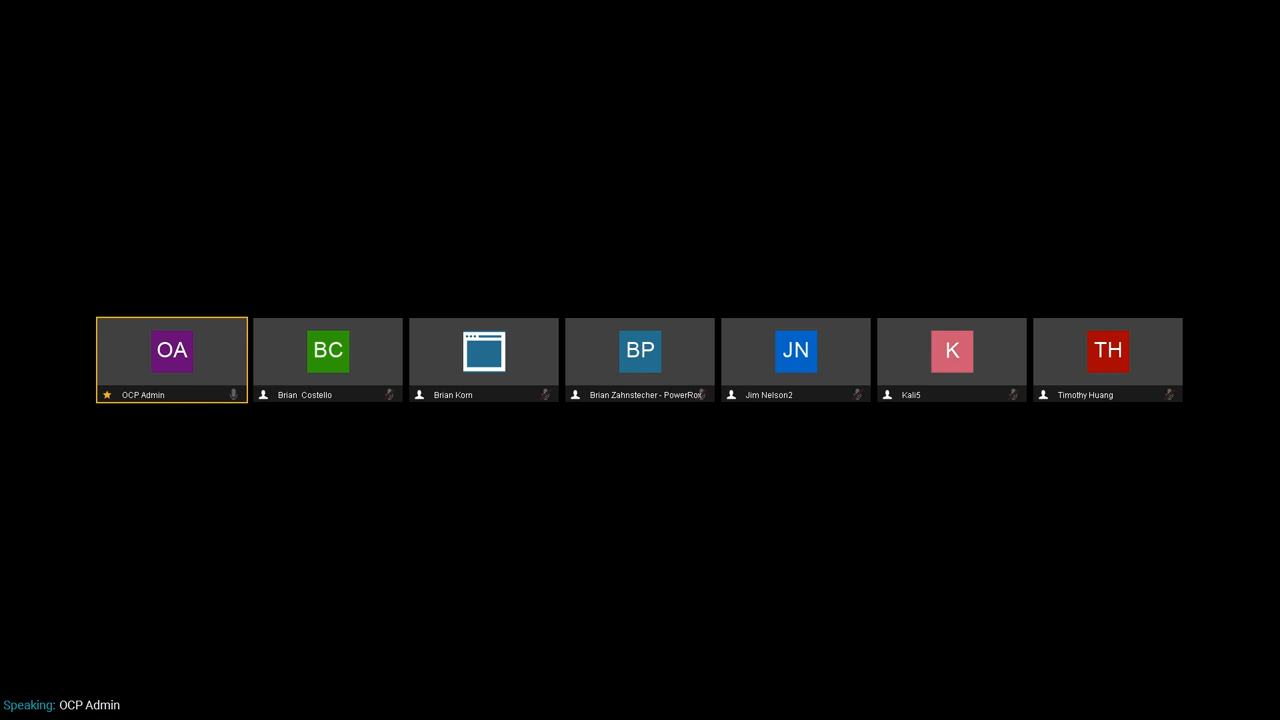 OA
BC
BP
JN
K
TH
OCP Admin
Brian Costello
Brian Korn
Brian Zahnstecher - PowerRox
Jim Nelson2
Kali5
Timothy Huang
Speaking: OCP Admin